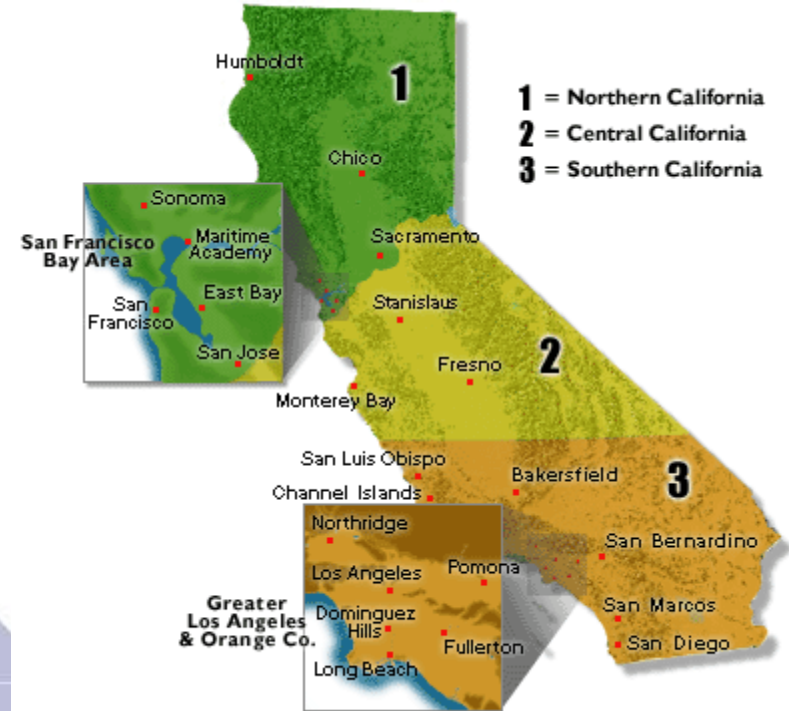 Humboldt
1
1 = Northern California
2 = Central California
3 = Southern California
Chico
Sonoma
San Francisco
Bay Area
Maritime
Academy
Sacramento
San
Francisco
East Bay
Stanislaus
San Jose
Fresno
2
Monterey Bay
San Luis Obispo
Bakersfield
3
Channel Islands
Northridge
San Bernardino
Los Angeles
Pomona
Greater
Los Angeles
& Orange Co.
Dominguez
Hills
Fullerton
San Marcos
Long Beach
San Diego